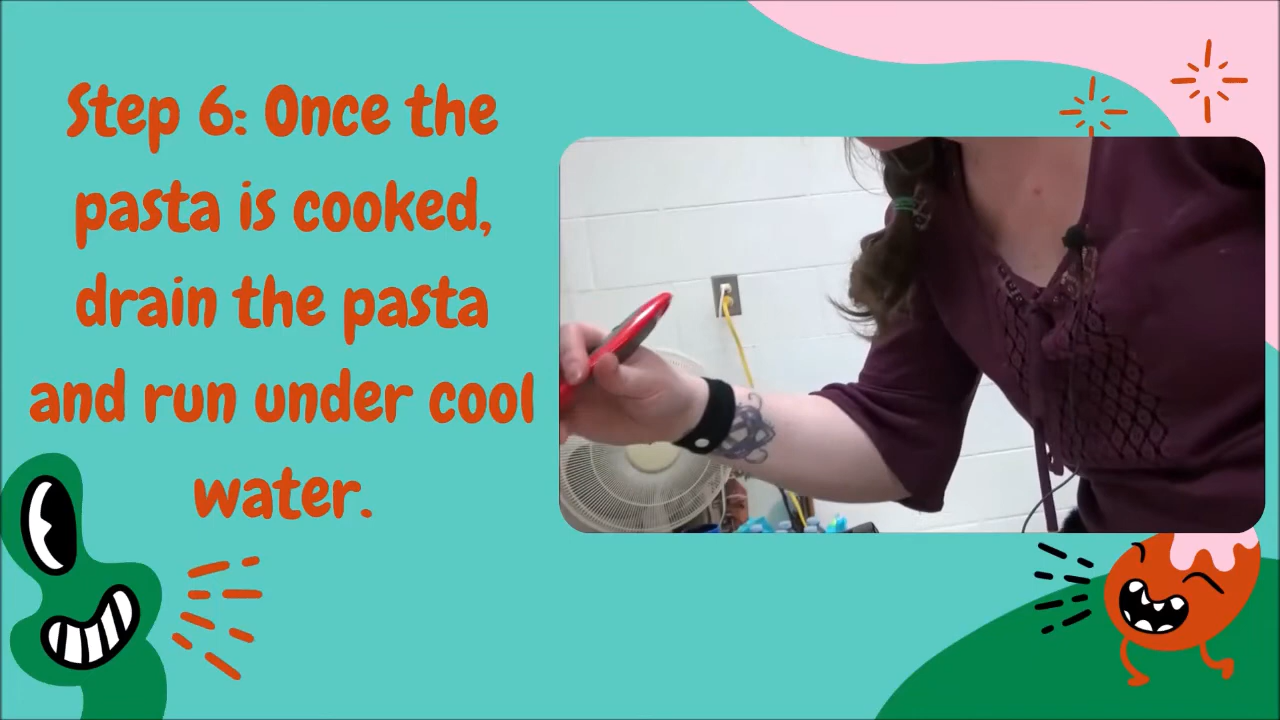 Step 6: Once the
pasta is cooked,
drain the pasta
and run under cool
water.